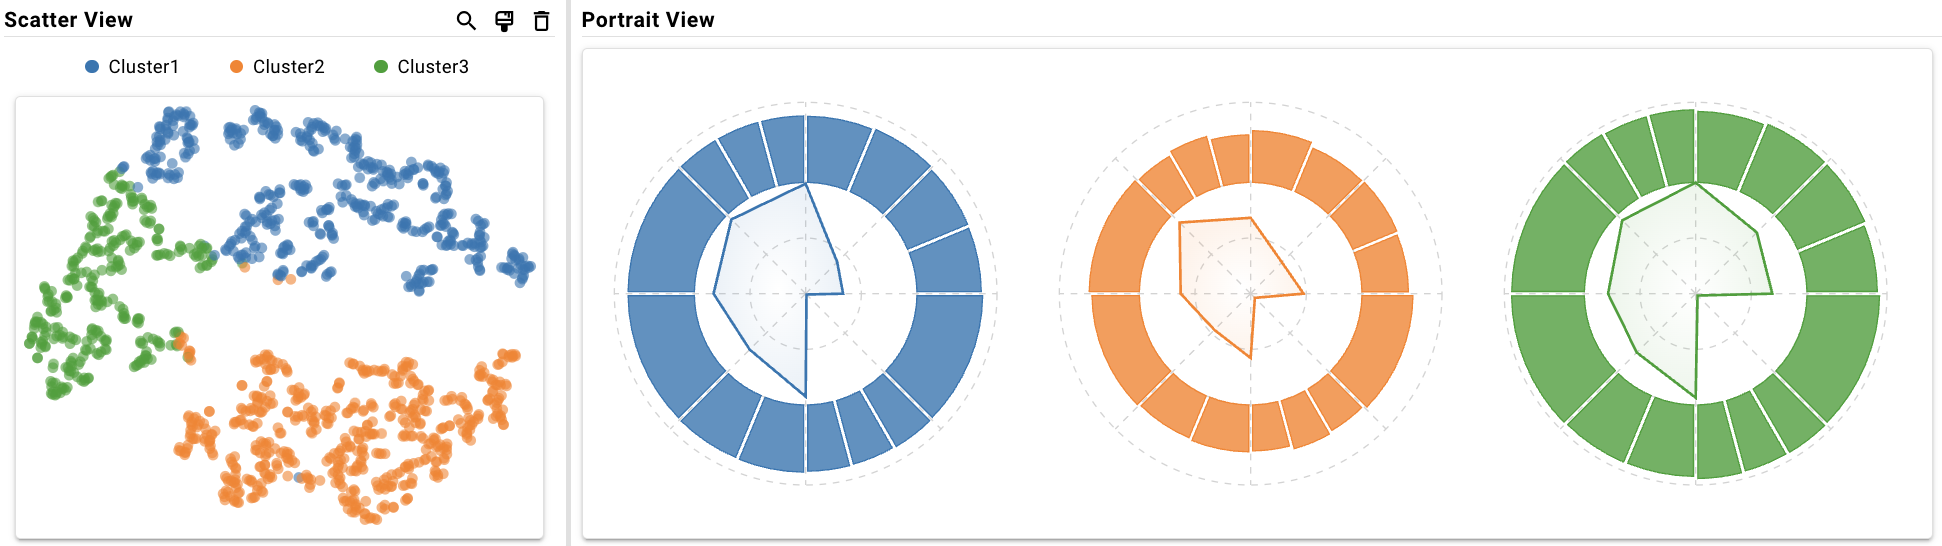 Scatter View
Cluster1 Cluster2 Cluster3
Portrait View